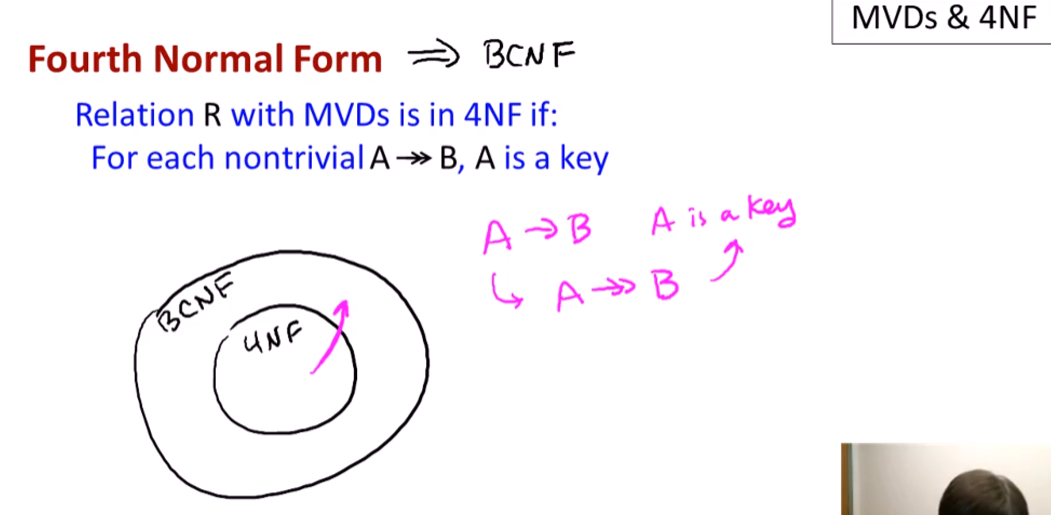 MVDs & 4NF
Fourth Normal Form ⇒ BCNF
Relation R with MVDs is in 4NF if:
For each nontrivial A ↠ B, A is a key
A → B A is a key
↳ A ↠ B ↗
BCNF
4NF